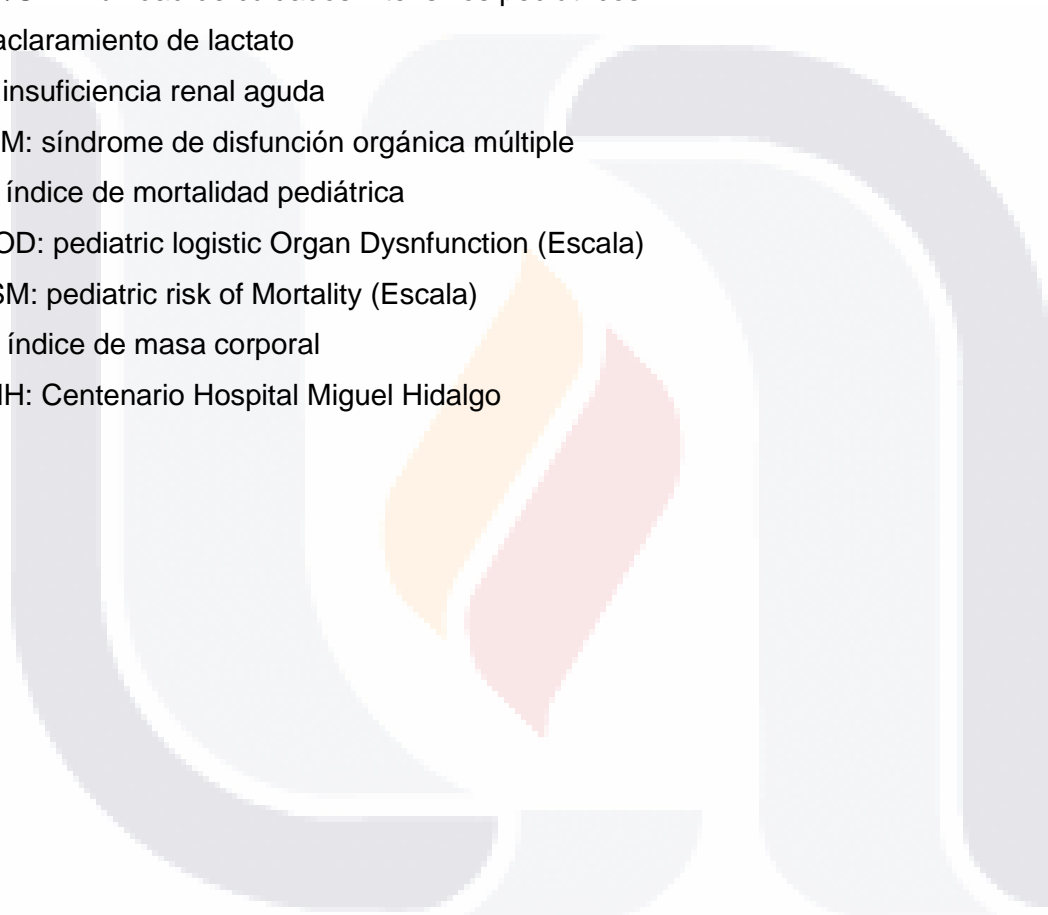 aclaramiento de lactato
insuficiencia renal aguda
M: síndrome de disfunción orgánica múltiple
índice de mortalidad pediátrica
OD: pediatric logistic Organ Dysnfunction (Escala)
SM: pediatric risk of Mortality (Escala)
índice de masa corporal
IH: Centenario Hospital Miguel Hidalgo